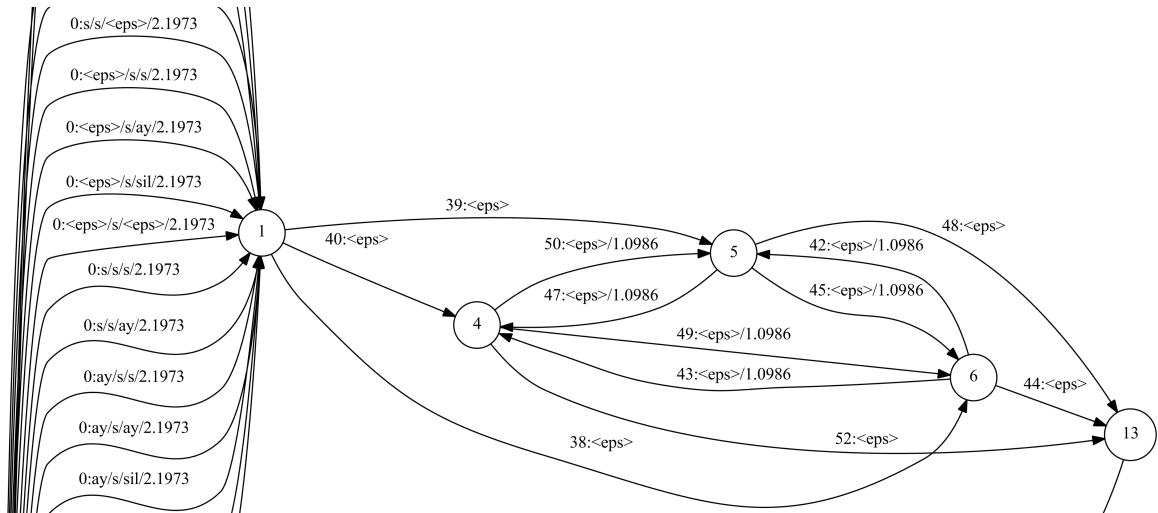 0:s/s/<eps>/2.1973
0:<eps>/s/s/2.1973
0:<eps>/s/ay/2.1973
0:<eps>/s/sil/2.1973
0:<eps>/s/<eps>/2.1973
0:s/s/s/2.1973
0:s/s/ay/2.1973
0:ay/s/s/2.1973
0:ay/s/ay/2.1973
0:ay/s/sil/2.1973
1
39:<eps>
40:<eps>
38:<eps>
4
50:<eps>/1.0986
47:<eps>/1.0986
49:<eps>/1.0986
43:<eps>/1.0986
52:<eps>
5
48:<eps>
42:<eps>/1.0986
45:<eps>/1.0986
6
44:<eps>
13